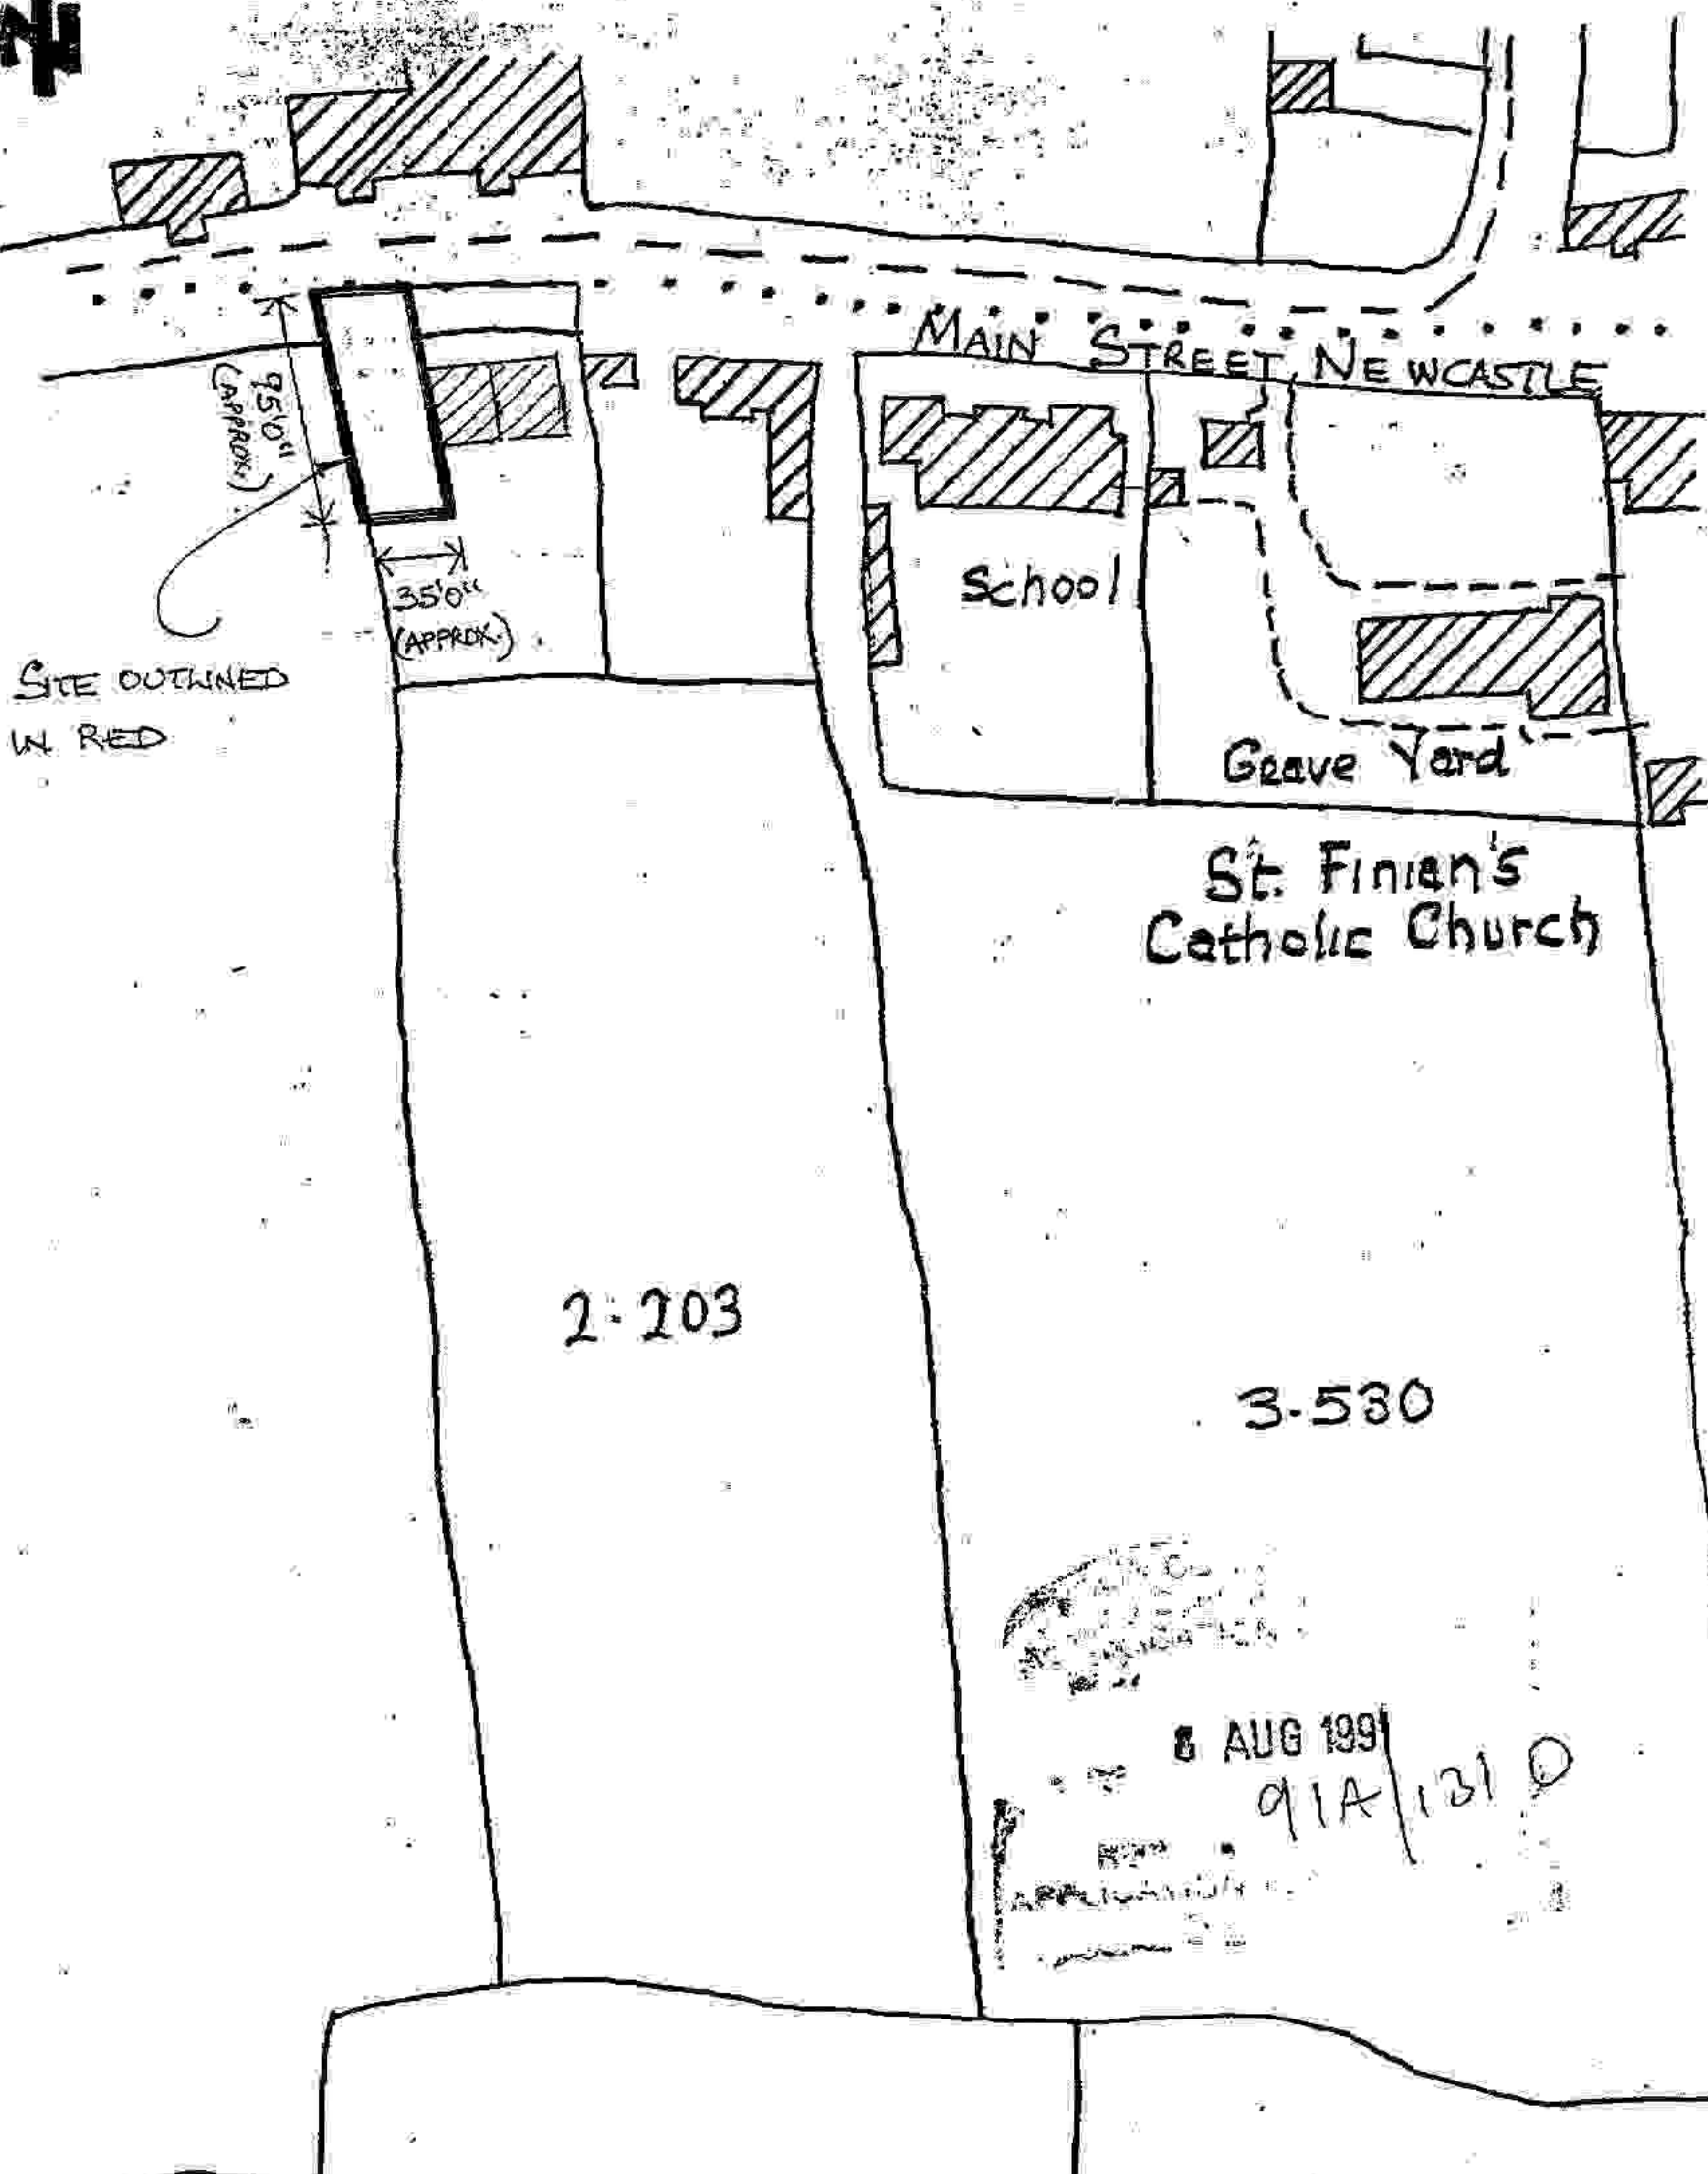 N
MAIN STREET NEWCASTLE
95'0"
(APPROX.)
35'0"
(APPROX.)
SITE OUTLINED
IN RED
School
Grave Yard
St. Finian's
Catholic Church
2·203
3·530
AUG 1991
91A/1310
APPLICATION